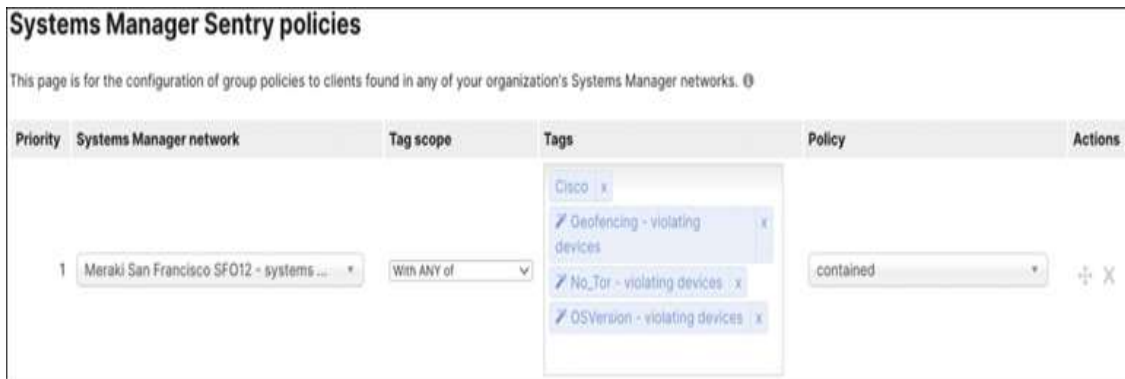 Systems Manager Sentry policies
This page is for the configuration of group policies to clients found in any of your organization's Systems Manager networks.
Priority Systems Manager network Tag scope Tags Policy Actions
Cisco x
Geofencing - violating devices x
1 Meraki San Francisco SFO12 - systems ... With ANY of No_Tor - violating devices x contained X
OSVersion - violating devices x